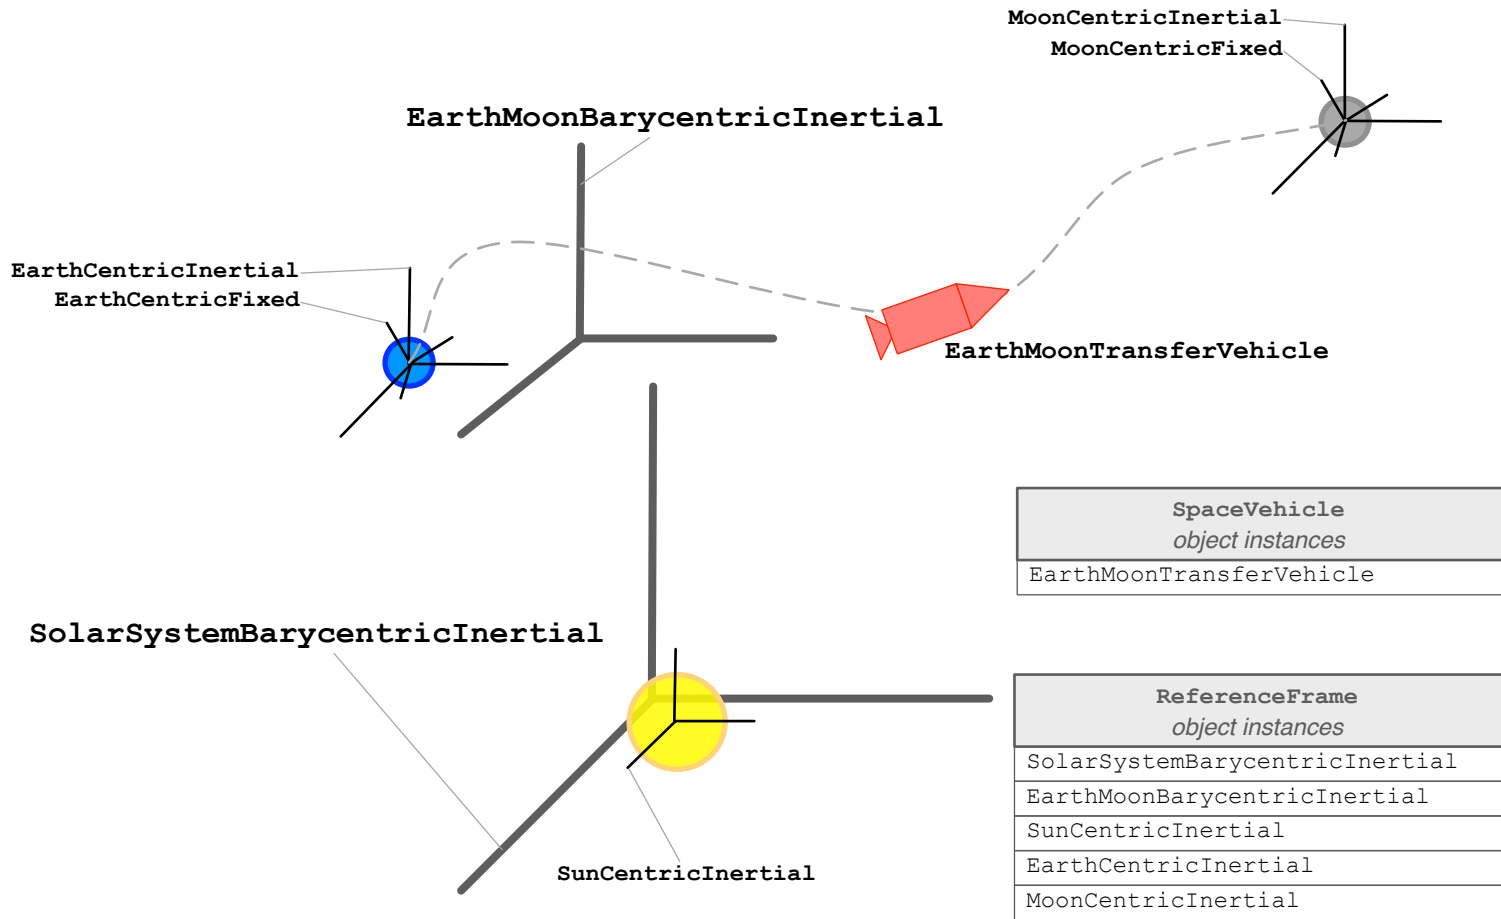 MoonCentricInertial
MoonCentricFixed
EarthMoonBarycentricInertial
EarthCentricInertial
EarthCentricFixed
EarthMoonTransferVehicle
SpaceVehicle
object instances
EarthMoonTransferVehicle
SolarSystemBarycentricInertial
ReferenceFrame
object instances
SolarSystemBarycentricInertial
EarthMoonBarycentricInertial
SunCentricInertial
EarthCentricInertial
MoonCentricInertial
SunCentricInertial